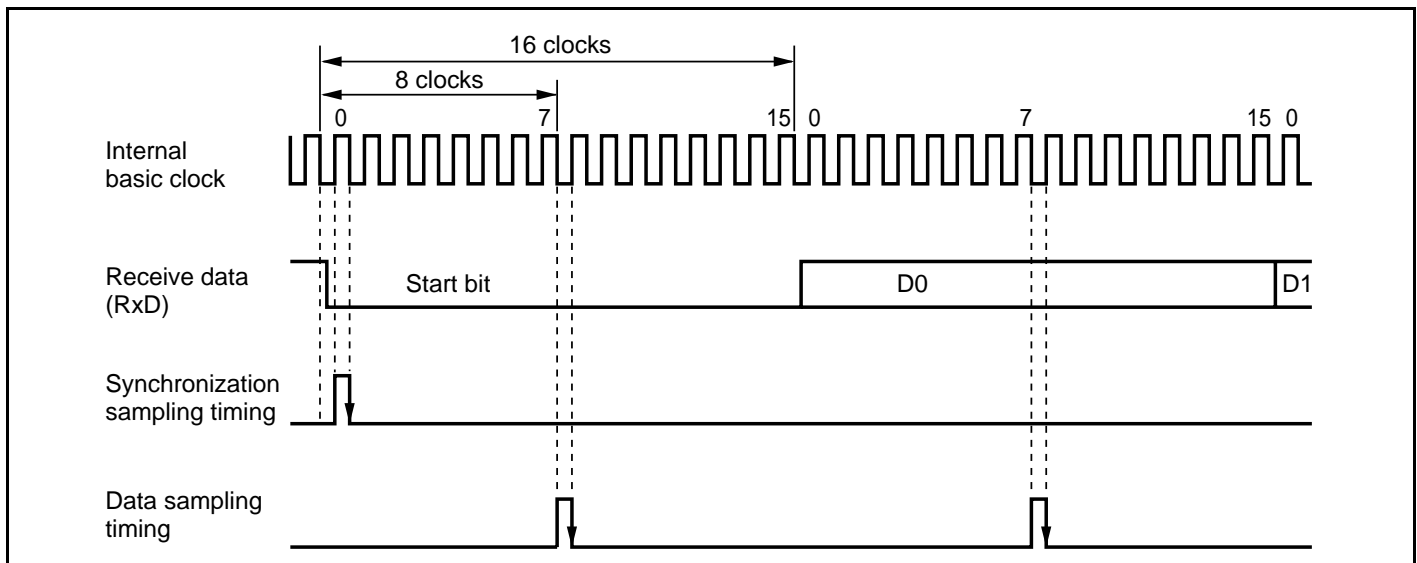 16 clocks
8 clocks
0 7 15 0 7 15 0
Internal
basic clock
Receive data
(RxD)
Start bit
D0
D1
Synchronization
sampling timing
Data sampling
timing